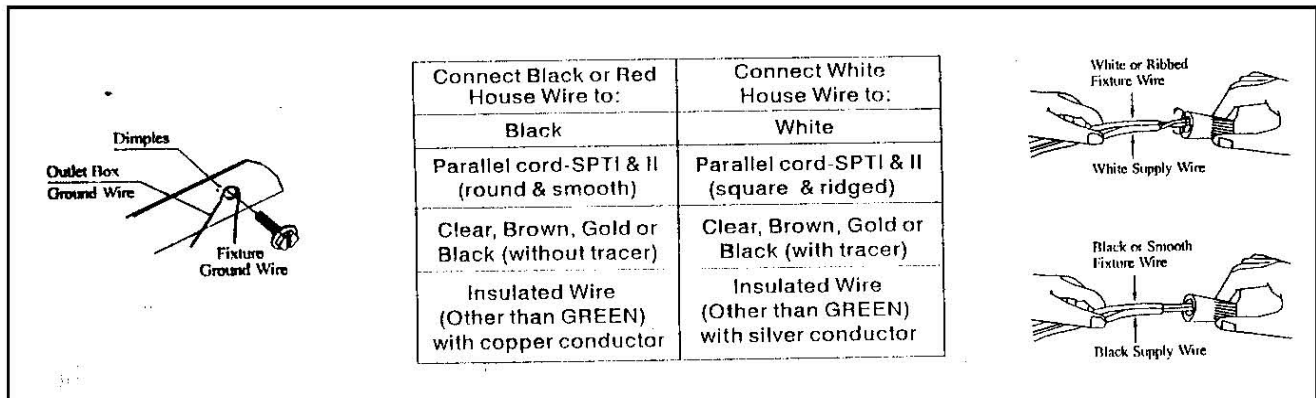 Dimples
Outlet Box
Ground Wire
Fixture
Ground Wire
Connect Black or Red
House Wire to:
Connect White
House Wire to:
Black
White
Parallel cord-SPTI & II
(round & smooth)
Parallel cord-SPTI & II
(square & ridged)
Clear, Brown, Gold or
Black (without tracer)
Clear, Brown, Gold or
Black (with tracer)
Insulated Wire
(Other than GREEN)
with copper conductor
Insulated Wire
(Other than GREEN)
with silver conductor
White or Ribbed
Fixture Wire
White Supply Wire
Black or Smooth
Fixture Wire
Black Supply Wire